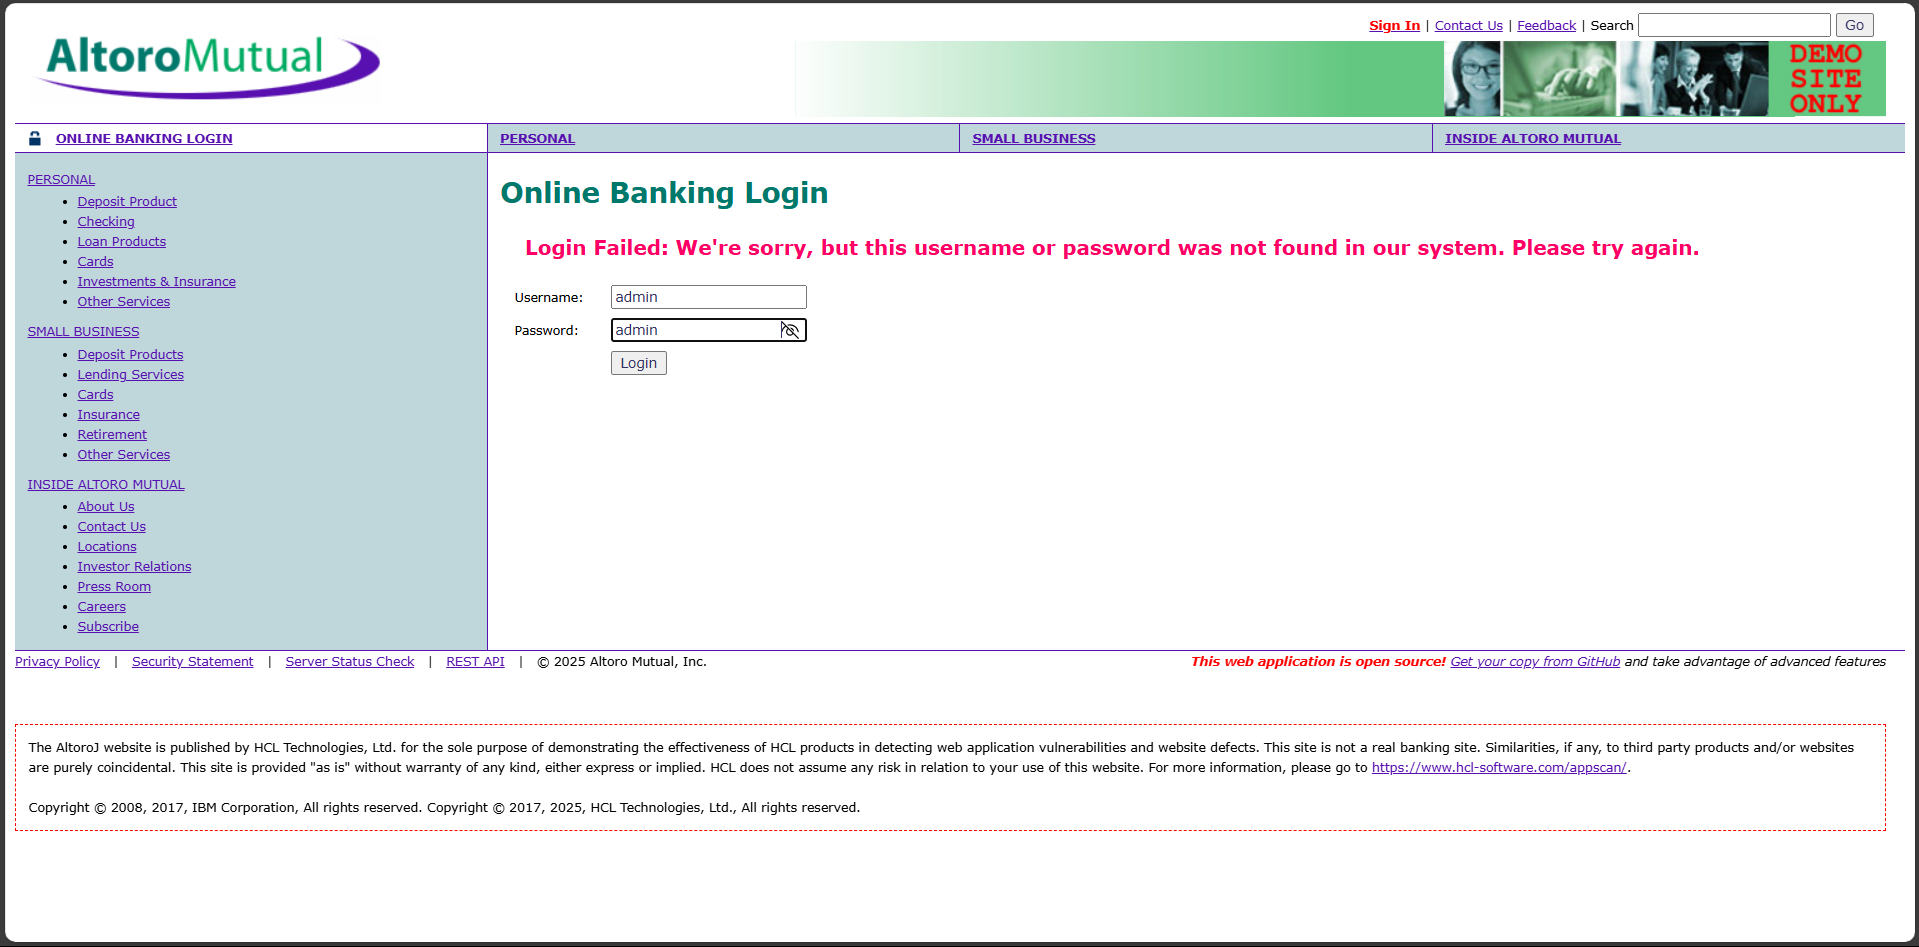 Sign In | Contact Us | Feedback | Search Go
AltoroMutual
DEMO
SITE
ONLY
ONLINE BANKING LOGIN
PERSONAL
SMALL BUSINESS
INSIDE ALTORO MUTUAL
PERSONAL
Deposit Product
Checking
Loan Products
Cards
Investments & Insurance
Other Services
SMALL BUSINESS
Deposit Products
Lending Services
Cards
Insurance
Retirement
Other Services
INSIDE ALTORO MUTUAL
About Us
Contact Us
Locations
Investor Relations
Press Room
Careers
Subscribe
Online Banking Login
Login Failed: We're sorry, but this username or password was not found in our system. Please try again.
Username: admin
Password: admin
Login
Privacy Policy | Security Statement | Server Status Check | REST API | © 2025 Altoro Mutual, Inc.
This web application is open source! Get your copy from GitHub and take advantage of advanced features
The AltoroJ website is published by HCL Technologies, Ltd. for the sole purpose of demonstrating the effectiveness of HCL products in detecting web application vulnerabilities and website defects. This site is not a real banking site. Similarities, if any, to third party products and/or websites
are purely coincidental. This site is provided "as is" without warranty of any kind, either express or implied. HCL does not assume any risk in relation to your use of this website. For more information, please go to https://www.hcl-software.com/appscan/.
Copyright © 2008, 2017, IBM Corporation, All rights reserved. Copyright © 2017, 2025, HCL Technologies, Ltd., All rights reserved.